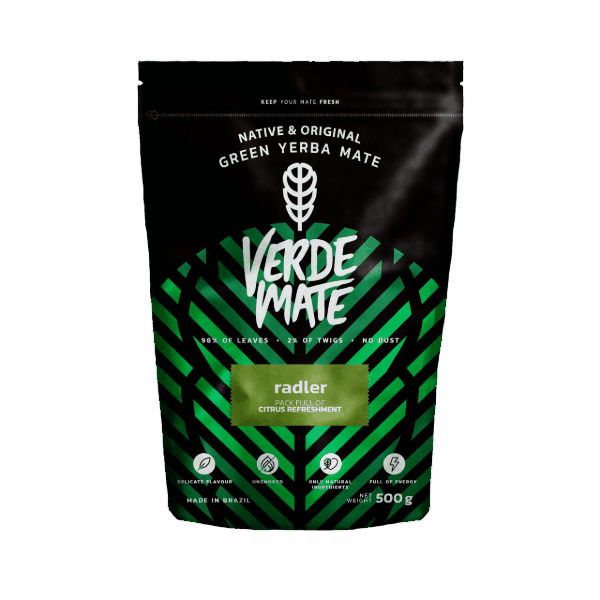 KEEP YOUR MATE FRESH
NATIVE & ORIGINAL
GREEN YERBA MATE
VERDE
MATE
98% OF LEAVES • 2% OF TWIGS • NO DUST
radler
PACK FULL OF
CITRUS REFRESHMENT
DELICATE FLAVOUR
UNSMOKED
ONLY NATURAL
INGREDIENTS
FULL OF ENERGY
MADE IN BRAZIL
NET
WEIGHT 500 g